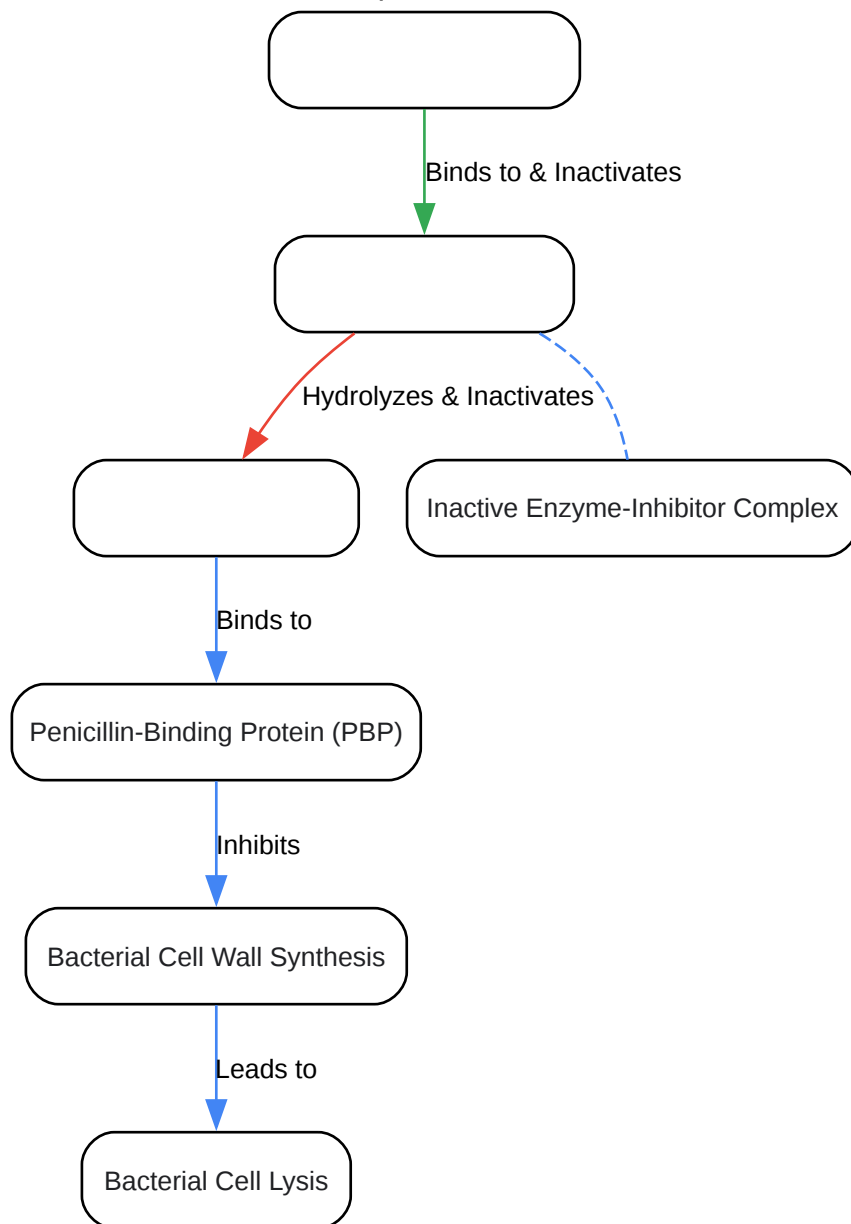 Binds to & Inactivates
Hydrolyzes & Inactivates
Inactive Enzyme-Inhibitor Complex
Binds to
Penicillin-Binding Protein (PBP)
Inhibits
Bacterial Cell Wall Synthesis
Leads to
Bacterial Cell Lysis